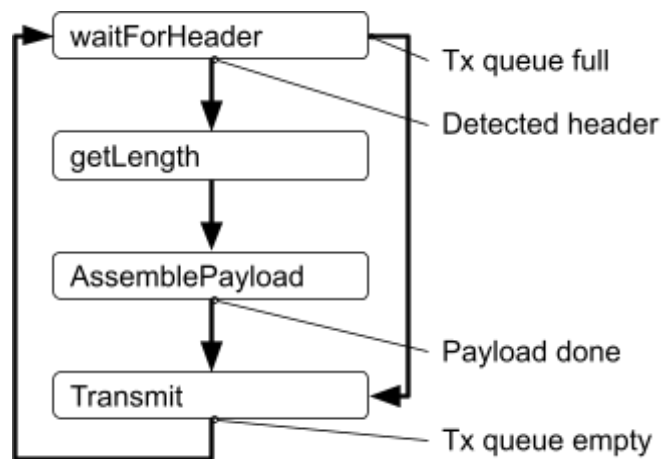 waitForHeader
Tx queue full
Detected header
getLength
AssemblePayload
Payload done
Transmit
Tx queue empty